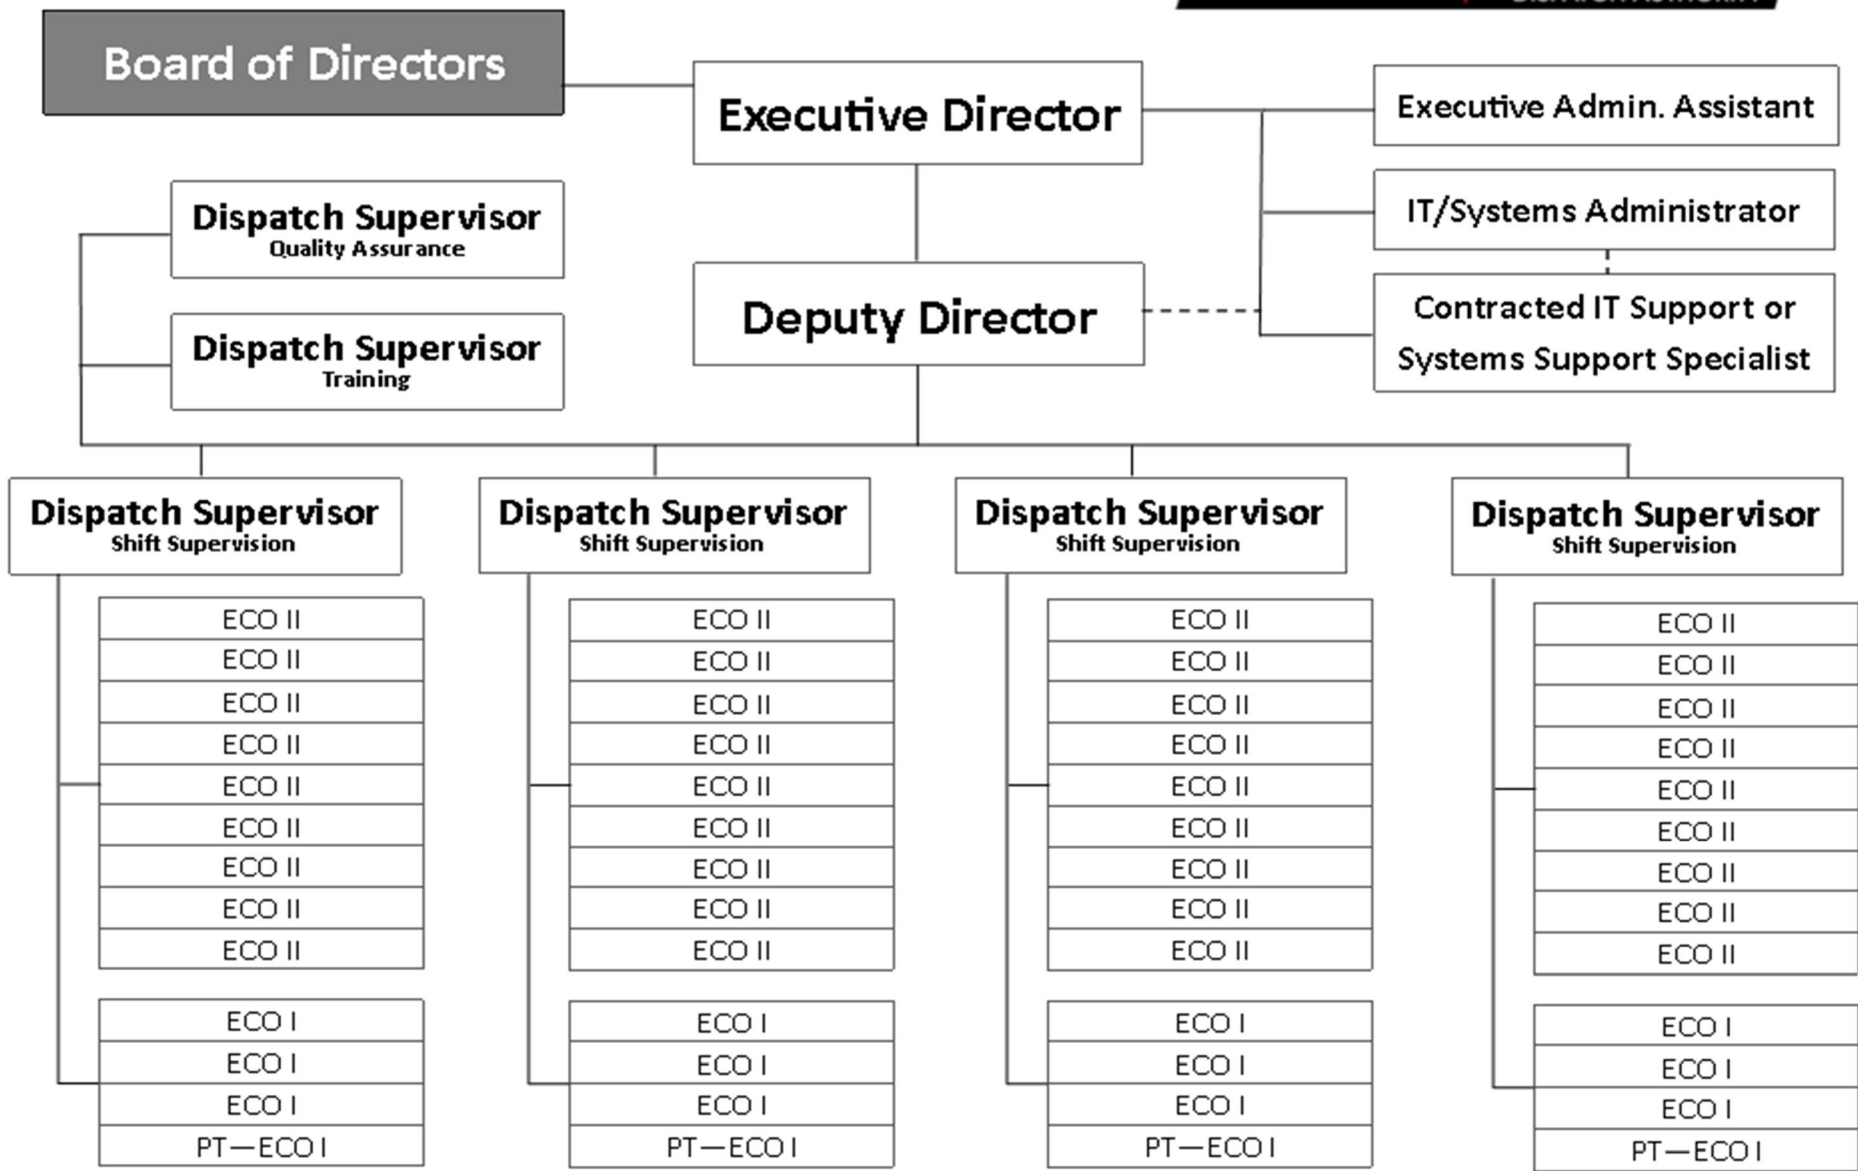 Board of Directors
Executive Director
Executive Admin. Assistant
IT/Systems Administrator
Contracted IT Support or
Systems Support Specialist
Deputy Director
Dispatch Supervisor
Quality Assurance
Dispatch Supervisor
Training
Dispatch Supervisor
Shift Supervision
ECO II
ECO II
ECO II
ECO II
ECO II
ECO II
ECO II
ECO II
ECO II
ECO I
ECO I
ECO I
PT—ECO I
Dispatch Supervisor
Shift Supervision
ECO II
ECO II
ECO II
ECO II
ECO II
ECO II
ECO II
ECO II
ECO II
ECO I
ECO I
ECO I
PT—ECO I
Dispatch Supervisor
Shift Supervision
ECO II
ECO II
ECO II
ECO II
ECO II
ECO II
ECO II
ECO II
ECO II
ECO I
ECO I
ECO I
PT—ECO I
Dispatch Supervisor
Shift Supervision
ECO II
ECO II
ECO II
ECO II
ECO II
ECO II
ECO II
ECO II
ECO II
ECO I
ECO I
ECO I
PT—ECO I